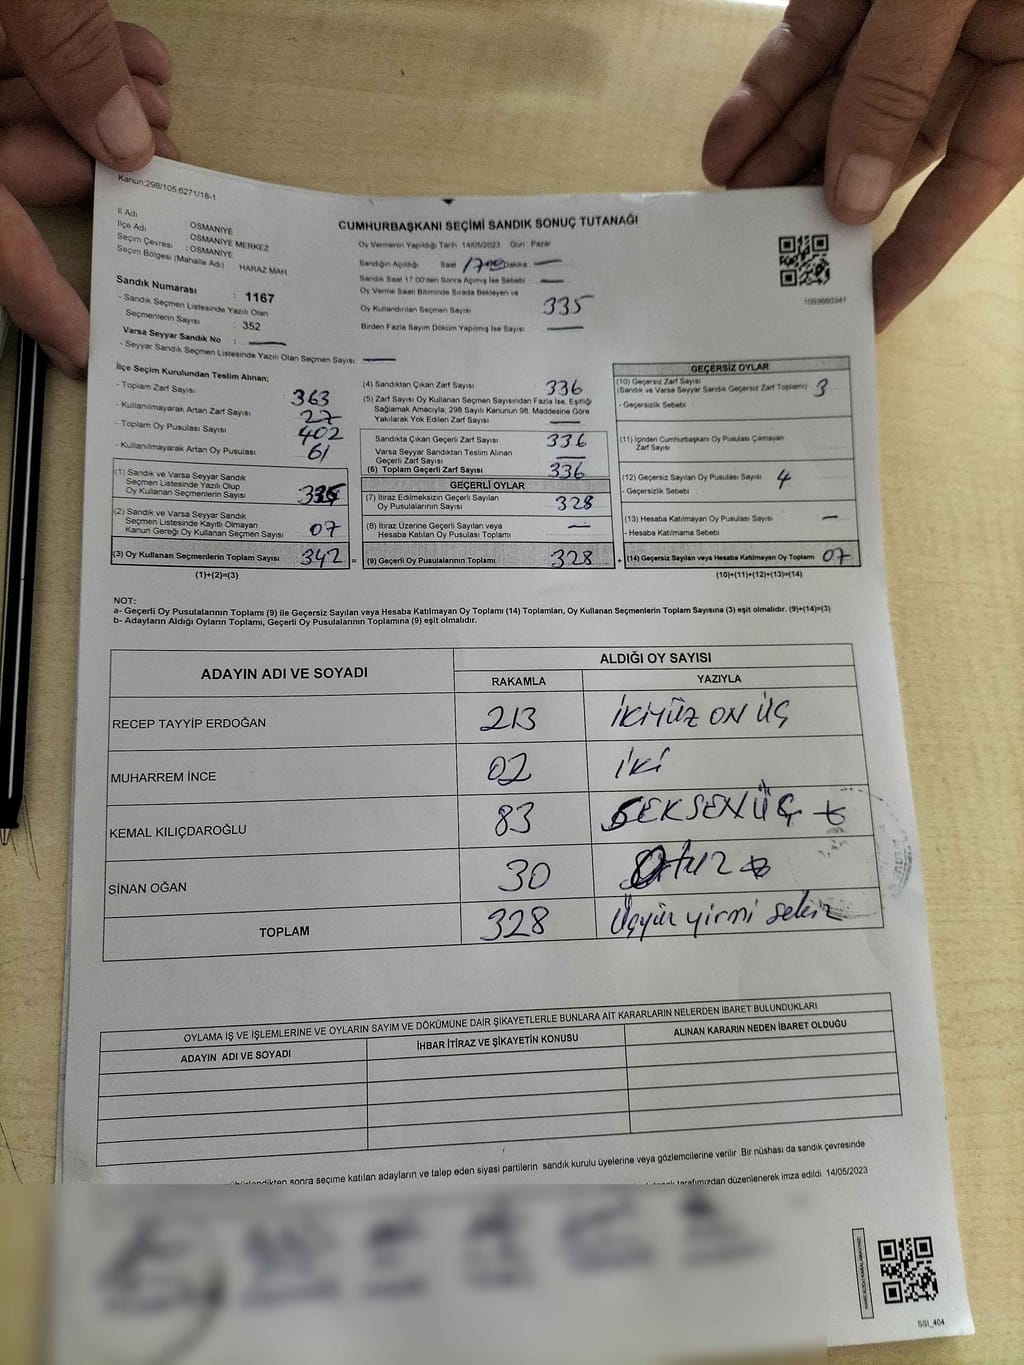 Kanun:298/105;6271/18-1
CUMHURBAŞKANI SEÇİMİ SANDIK SONUÇ TUTANAĞI
İl Adı : OSMANİYE
İlçe Adı : OSMANİYE MERKEZ
Seçim Çevresi : OSMANİYE
Seçim Bölgesi (Mahalle Adı) HARAZ MAH.
Sandık Numarası : 1167
- Sandık Seçmen Listesinde Yazılı Olan
Seçmenlerin Sayısı : 352
Varsa Seyyar Sandık No : —
- Seyyar Sandık Seçmen Listesinde Yazılı Olan Seçmen Sayısı : —
Oy Vermenin Yapıldığı Tarih: 14/05/2023 Gün: Pazar
Sandığın Açıldığı Saat 1700 Dakika : —
Sandık Saat 17.00'den Sonra Açılmış İse Sebebi : —
Oy Verme Saati Bitiminde Sırada Bekleyen ve
Oy Kullandırılan Seçmen Sayısı : 335
Birden Fazla Sayım Döküm Yapılmış İse Sayısı : —
1093660341
İlçe Seçim Kurulundan Teslim Alınan;
- Toplam Zarf Sayısı : 363
- Kullanılmayarak Artan Zarf Sayısı : 27
- Toplam Oy Pusulası Sayısı : 402
- Kullanılmayarak Artan Oy Pusulası : 61
(1) Sandık ve Varsa Seyyar Sandık
Seçmen Listesinde Yazılı Olup
Oy Kullanan Seçmenlerin Sayısı : 335
(2) Sandık ve Varsa Seyyar Sandık
Seçmen Listesinde Kayıtlı Olmayan
Kanun Gereği Oy Kullanan Seçmen Sayısı : 07
(3) Oy Kullanan Seçmenlerin Toplam Sayısı : 342 =
(1)+(2)=(3)
(4) Sandıktan Çıkan Zarf Sayısı : 336
(5) Zarf Sayısı Oy Kullanan Seçmen Sayısından Fazla İse, Eşitliği
Sağlamak Amacıyla; 298 Sayılı Kanunun 98. Maddesine Göre
Yakılarak Yok Edilen Zarf Sayısı : —
Sandıkta Çıkan Geçerli Zarf Sayısı : 336
Varsa Seyyar Sandıktan Teslim Alınan
Geçerli Zarf Sayısı : —
(6) Toplam Geçerli Zarf Sayısı : 336
GEÇERLİ OYLAR
(7) İtiraz Edilmeksizin Geçerli Sayılan
Oy Pusulalarının Sayısı : 328
(8) İtiraz Üzerine Geçerli Sayılan veya
Hesaba Katılan Oy Pusulası Toplamı : —
(9) Geçerli Oy Pusulalarının Toplamı : 328 +
GEÇERSİZ OYLAR
(10) Geçersiz Zarf Sayısı : 3
(Sandık ve Varsa Seyyar Sandık Geçersiz Zarf Toplamı)
- Geçersizlik Sebebi :
(11) İçinden Cumhurbaşkanı Oy Pusulası Çıkmayan
Zarf Sayısı :
(12) Geçersiz Sayılan Oy Pusulası Sayısı : 4
- Geçersizlik Sebebi :
(13) Hesaba Katılmayan Oy Pusulası Sayısı : —
- Hesaba Katılmama Sebebi :
(14) Geçersiz Sayılan veya Hesaba Katılmayan Oy Toplamı : 07
(10)+(11)+(12)+(13)=(14)
NOT:
a- Geçerli Oy Pusulalarının Toplamı (9) ile Geçersiz Sayılan veya Hesaba Katılmayan Oy Toplamı (14) Toplamları, Oy Kullanan Seçmenlerin Toplam Sayısına (3) eşit olmalıdır. (9)+(14)=(3)
b- Adayların Aldığı Oyların Toplamı, Geçerli Oy Pusulalarının Toplamına (9) eşit olmalıdır.
ADAYIN ADI VE SOYADI
ALDIĞI OY SAYISI
RAKAMLA YAZIYLA
RECEP TAYYİP ERDOĞAN 213 İKİYÜZ ON ÜÇ
MUHARREM İNCE 02 İKİ
KEMAL KILIÇDAROĞLU 83 SEKSEN ÜÇ
SİNAN OĞAN 30 Otuz
TOPLAM 328 Üçyüz yirmi sekiz
OYLAMA İŞ VE İŞLEMLERİNE VE OYLARIN SAYIM VE DÖKÜMÜNE DAİR ŞİKAYETLERLE BUNLARA AİT KARARLARIN NELERDEN İBARET BULUNDUKLARI
ADAYIN ADI VE SOYADI İHBAR İTİRAZ VE ŞİKAYETİN KONUSU ALINAN KARARIN NEDEN İBARET OLDUĞU
sonra seçime katılan adayların ve talep eden siyasi partilerin sandık kurulu üyelerine veya gözlemcilerine verilir .Bir nüshası da sandık çevresinde
tarafımızdan düzenlenerek imza edildi. 14/05/2023
SSI_404